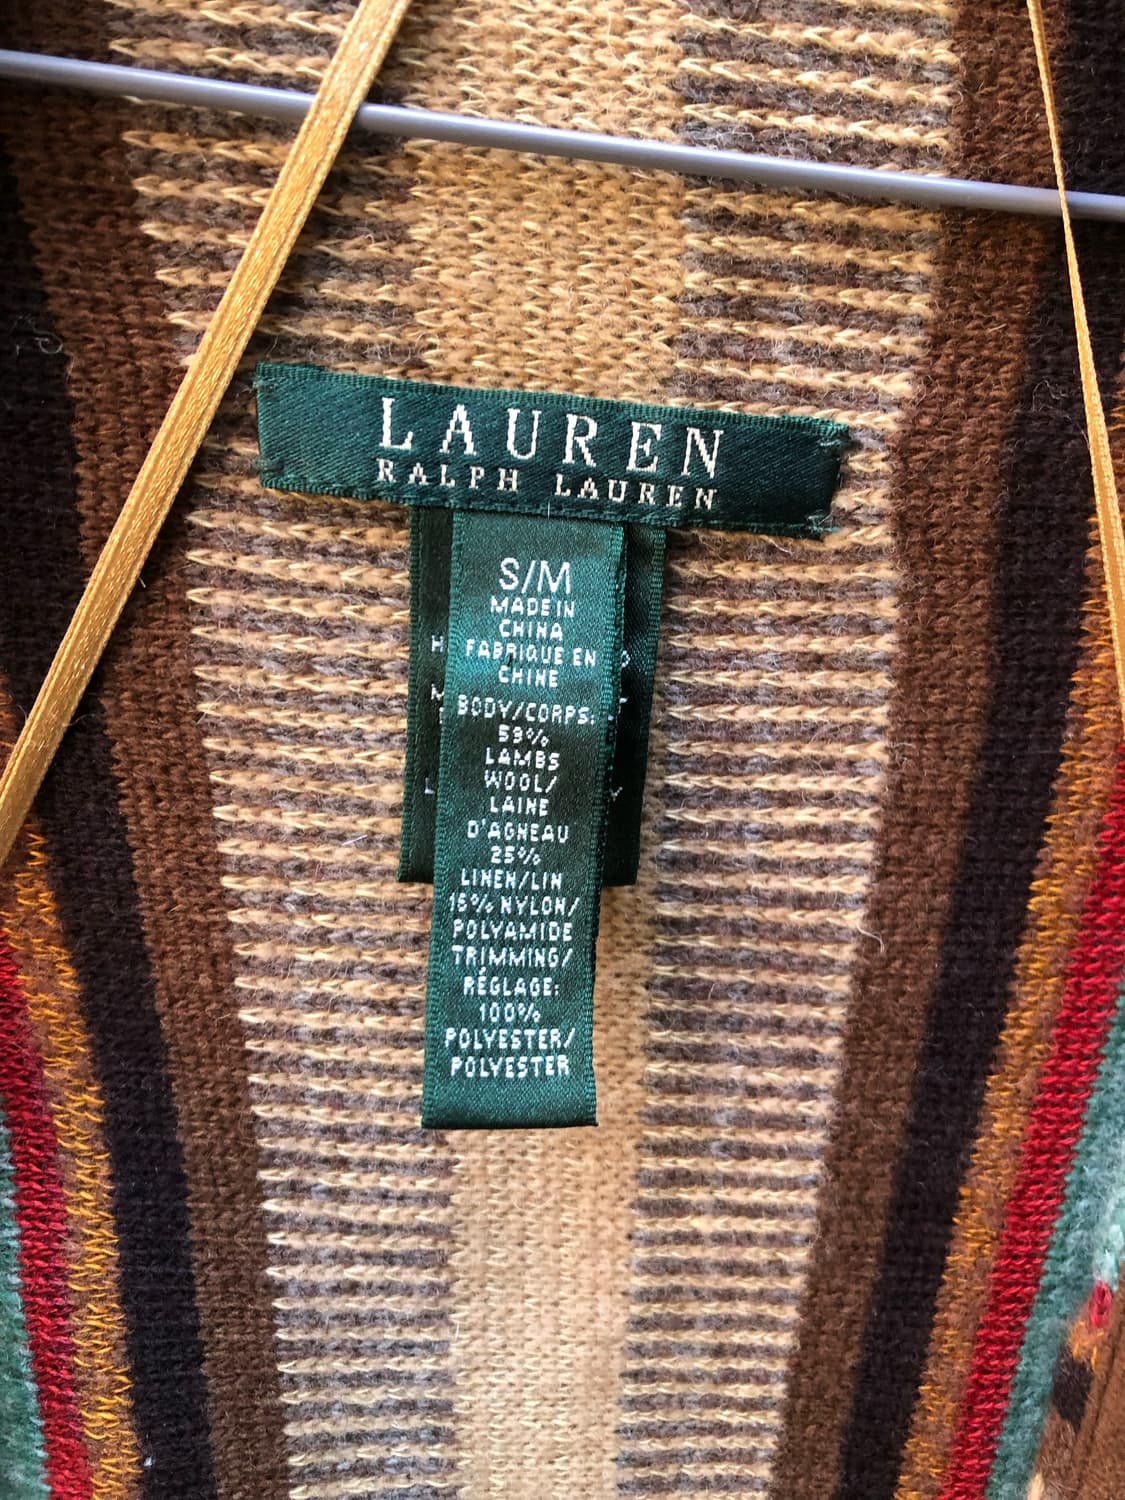 LAUREN
RALPH LAUREN
S/M
MADE IN
CHINA
FABRIQUE EN
CHINE
BODY/CORPS:
59%
LAMBS
WOOL/
LAINE
D'AGNEAU
25%
LINEN/LIN
15% NYLON/
POLYAMIDE
TRIMMING/
RÉGLAGE:
100%
POLYESTER/
POLYESTER